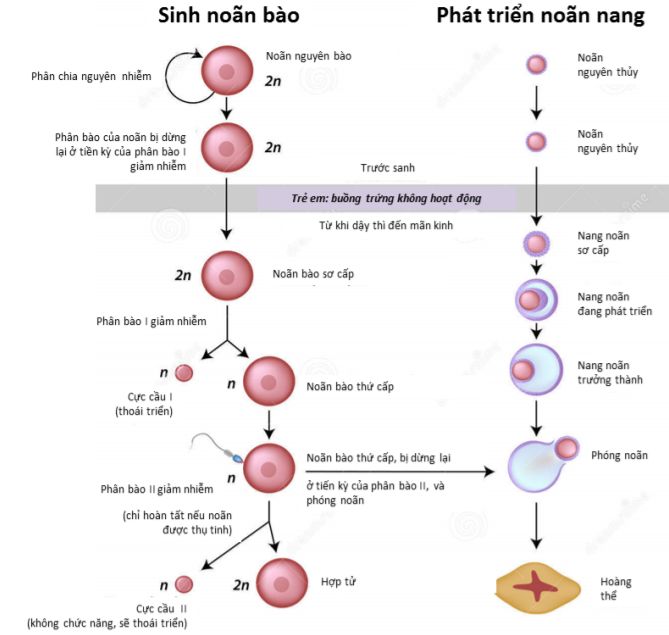 Sinh noãn bào
Phát triển noãn nang
Noãn nguyên bào
2n
Phân chia nguyên nhiễm
Phân bào của noãn bị dừng
lại ở tiền kỳ của phân bào I
giảm nhiễm
2n
Noãn
nguyên thủy
Noãn
nguyên thủy
Trước sanh
Trẻ em: buồng trứng không hoạt động
Từ khi dậy thì đến mãn kinh
2n
Noãn bào sơ cấp
Nang noãn
sơ cấp
Phân bào I giảm nhiễm
Nang noãn
đang phát triển
n
Cực cầu I
(thoái triển)
n
Noãn bào thứ cấp
Nang noãn
trưởng thành
n
Noãn bào thứ cấp, bị dừng lại
ở tiến kỳ của phân bào II, và
phóng noãn
Phóng noãn
Phân bào II giảm nhiễm
(chỉ hoàn tất nếu noãn
được thụ tinh)
n
Cực cầu II
(không chức năng, sẽ thoái triển)
2n
Hợp tử
Hoàng
thể